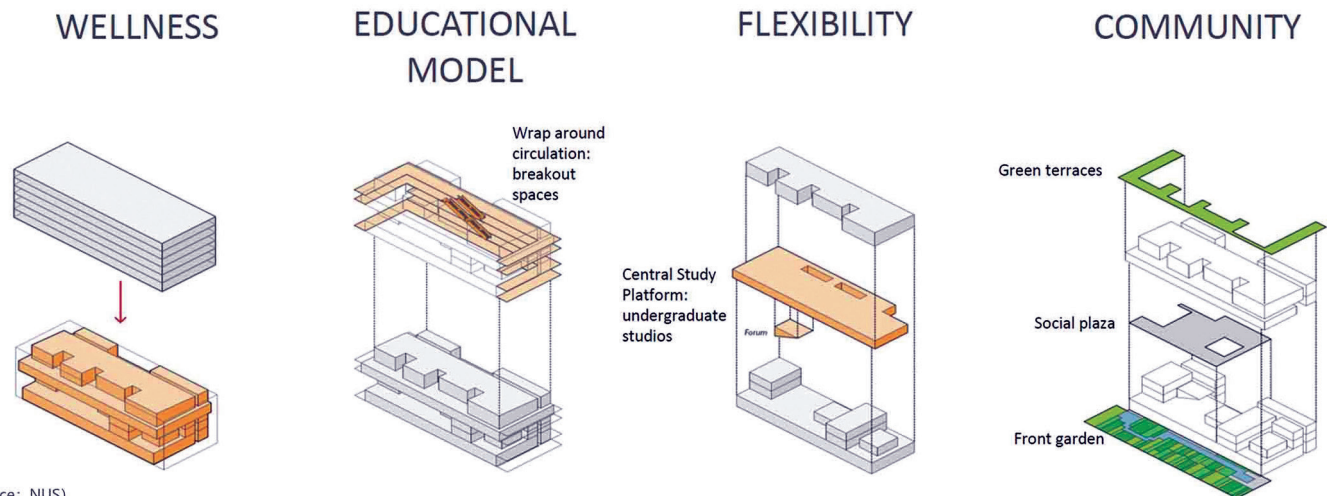 WELLNESS
EDUCATIONAL
MODEL
FLEXIBILITY
COMMUNITY
Wrap around
circulation:
breakout
spaces
Central Study
Platform:
undergraduate
studios
Forum
Green terraces
Social plaza
Front garden
ce: NUS)